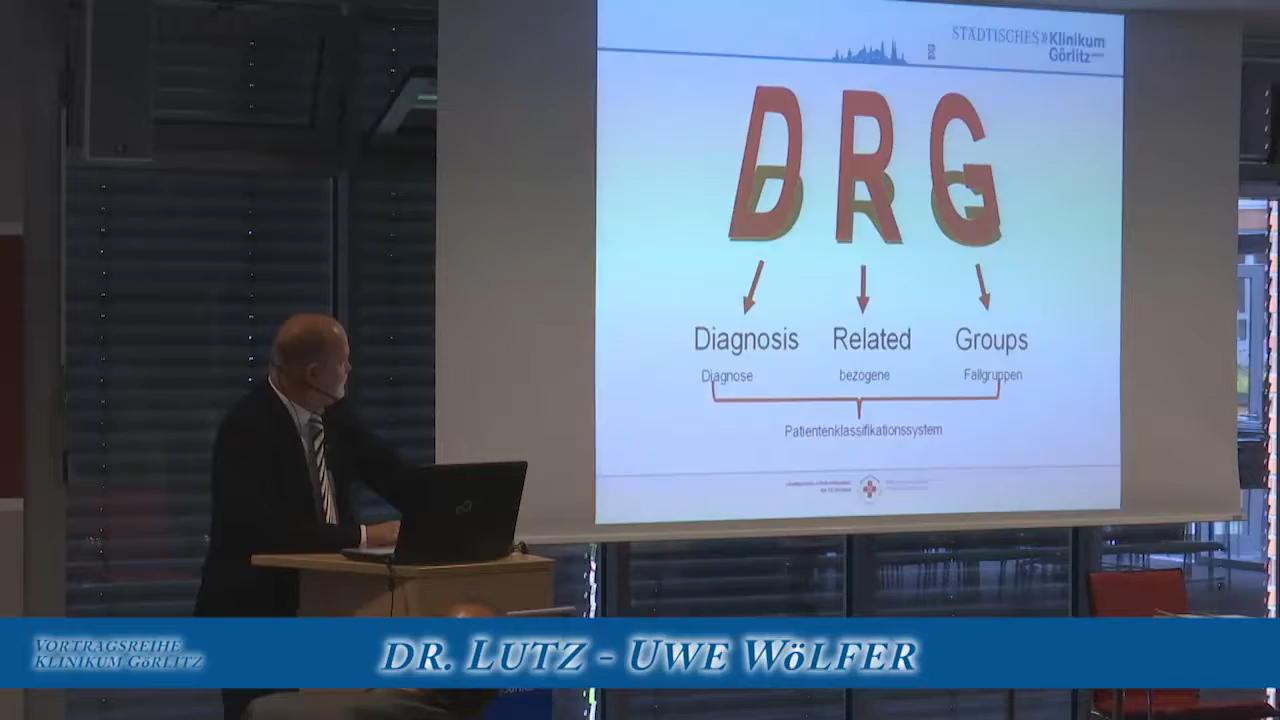 STÄDTISCHES»Klinikum
Görlitz
DRG
Diagnosis Related Groups
Diagnose bezogene Fallgruppen
Patientenklassifikationssystem
VORTRAGSREIHE
KLINIKUM GöRLITZ
DR. LUTZ - UWE WöLFER